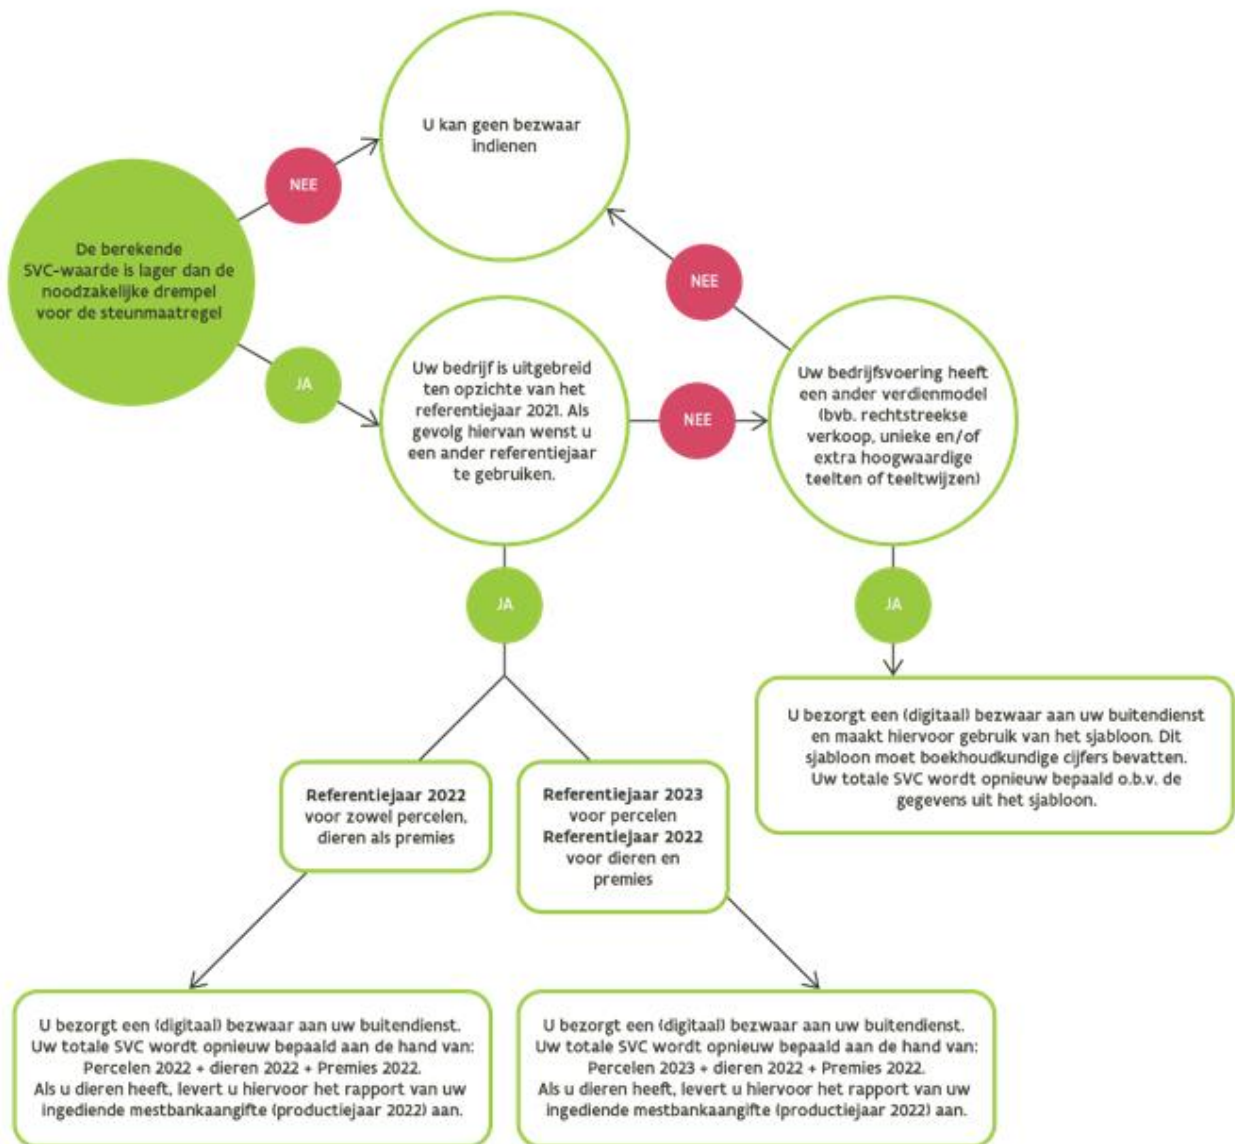 U kan geen bezwaar
indienen
NEE
De berekende
SVC-waarde is lager dan de
noodzakelijke drempel
voor de steunmaatregel
NEE
JA
Uw bedrijf is uitgebreid
ten opzichte van het
referentiejaar 2021. Als
gevolg hiervan wenst u
een ander referentiejaar
te gebruiken.
NEE
Uw bedrijfsvoering heeft
een ander verdienmodel
(bvb. rechtstreekse
verkoop, unieke en/of
extra hoogwaardige
teelten of teeltwijzen)
JA
JA
U bezorgt een (digitaal) bezwaar aan uw buitendienst
en maakt hiervoor gebruik van het sjabloon. Dit
sjabloon moet boekhoudkundige cijfers bevatten.
Uw totale SVC wordt opnieuw bepaald o.b.v. de
gegevens uit het sjabloon.
Referentiejaar 2022
voor zowel percelen,
dieren als premies
Referentiejaar 2023
voor percelen
Referentiejaar 2022
voor dieren en
premies
U bezorgt een (digitaal) bezwaar aan uw buitendienst.
Uw totale SVC wordt opnieuw bepaald aan de hand van:
Percelen 2022 + dieren 2022 + Premies 2022.
Als u dieren heeft, levert u hiervoor het rapport van uw
ingediende mestbankaangifte (productiejaar 2022) aan.
U bezorgt een (digitaal) bezwaar aan uw buitendienst.
Uw totale SVC wordt opnieuw bepaald aan de hand van:
Percelen 2023 + dieren 2022 + Premies 2022.
Als u dieren heeft, levert u hiervoor het rapport van uw
ingediende mestbankaangifte (productiejaar 2022) aan.